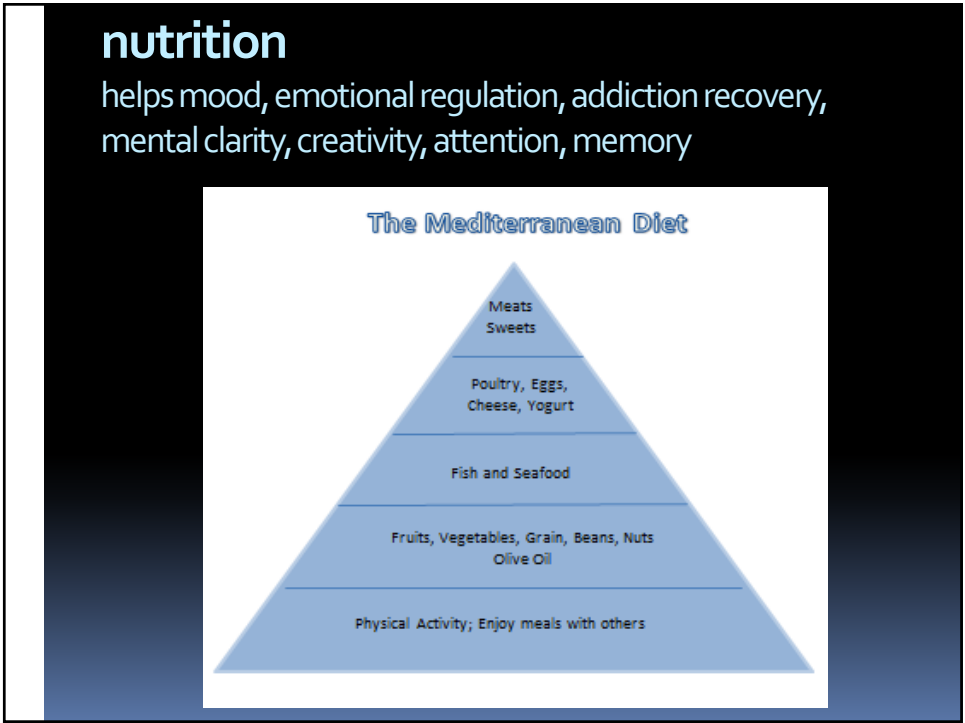 nutrition
helps mood, emotional regulation, addiction recovery,
mental clarity, creativity, attention, memory
The Mediterranean Diet
Meats
Sweets
Poultry, Eggs,
Cheese, Yogurt
Fish and Seafood
Fruits, Vegetables, Grain, Beans, Nuts
Olive Oil
Physical Activity; Enjoy meals with others